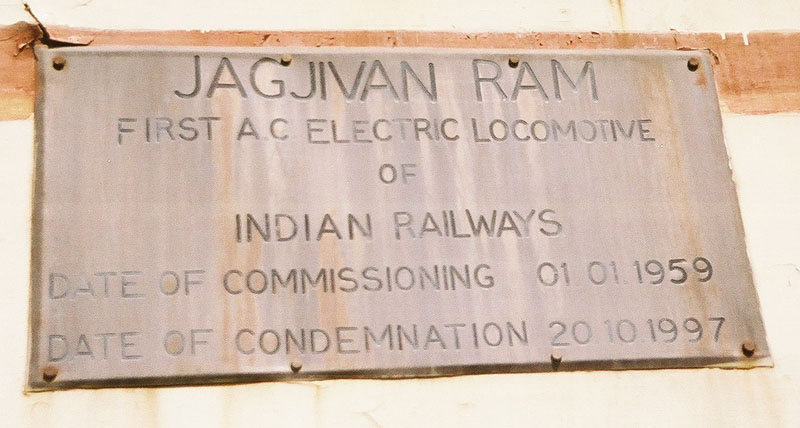 JAGJIVAN RAM
FIRST A.C ELECTRIC LOCOMOTIVE
OF
INDIAN RAILWAYS
DATE OF COMMISSIONING 01.01.1959
DATE OF CONDEMNATION 20.10.1997